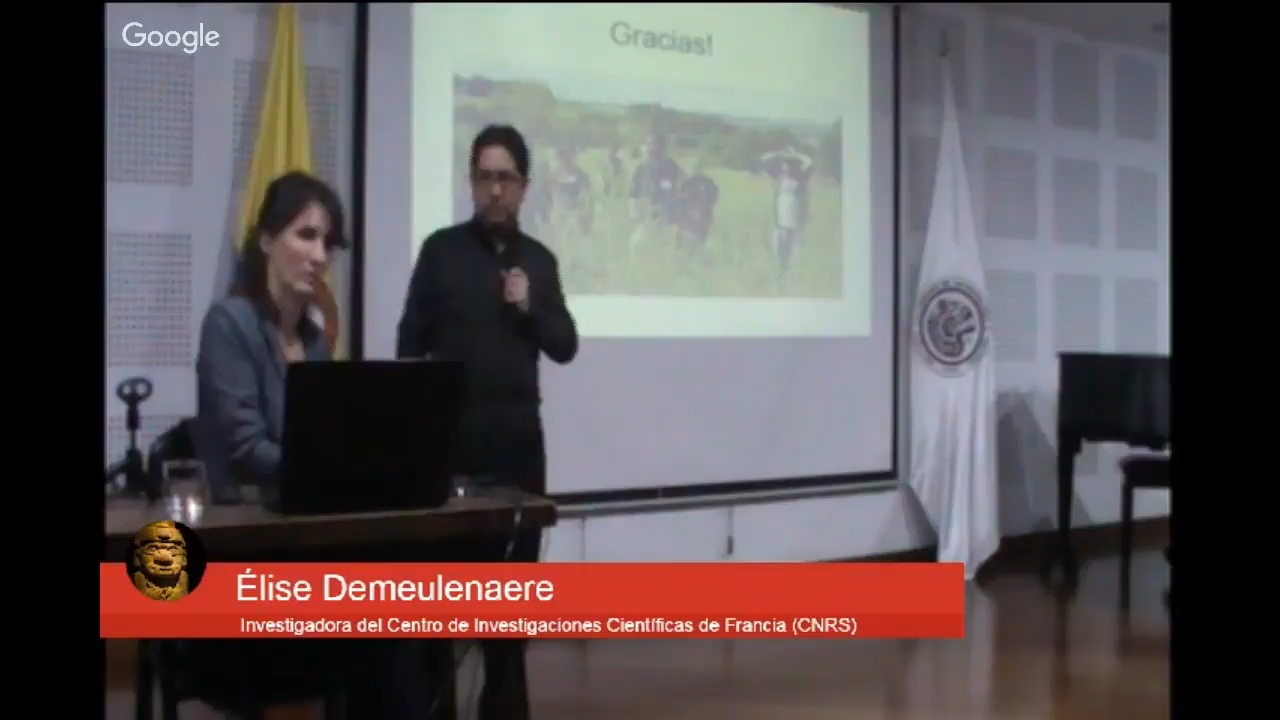 Google
Gracias!
Élise Demeulenaere
Investigadora del Centro de Investigaciones Científicas de Francia (CNRS)